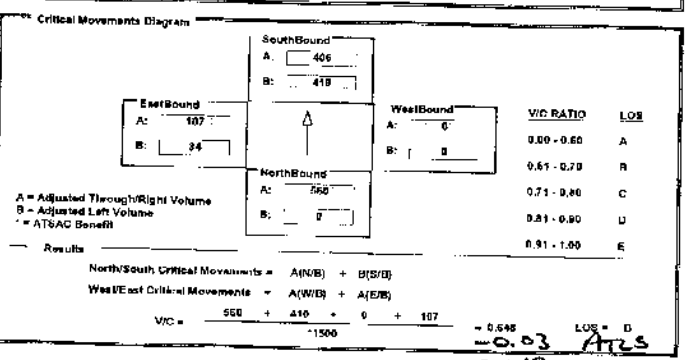 Critical Movements Diagram
SouthBound
A: 406
B: 410
EastBound
A: 107
B: 34
WestBound
A: 0
B: 0
NorthBound
A: 560
B: 0
V/C RATIO LOS
0.00 - 0.60 A
0.61 - 0.70 B
0.71 - 0.80 C
0.81 - 0.90 D
0.91 - 1.00 E
A = Adjusted Through/Right Volume
B = Adjusted Left Volume
* = ATSAC Benefit
Results
North/South Critical Movements = A(N/B) + B(S/B)
West/East Critical Movements = A(W/B) + A(E/B)
V/C = 560 + 410 + 0 + 107 = 0.648 LOS = B
*1500
-0.03 ATCS